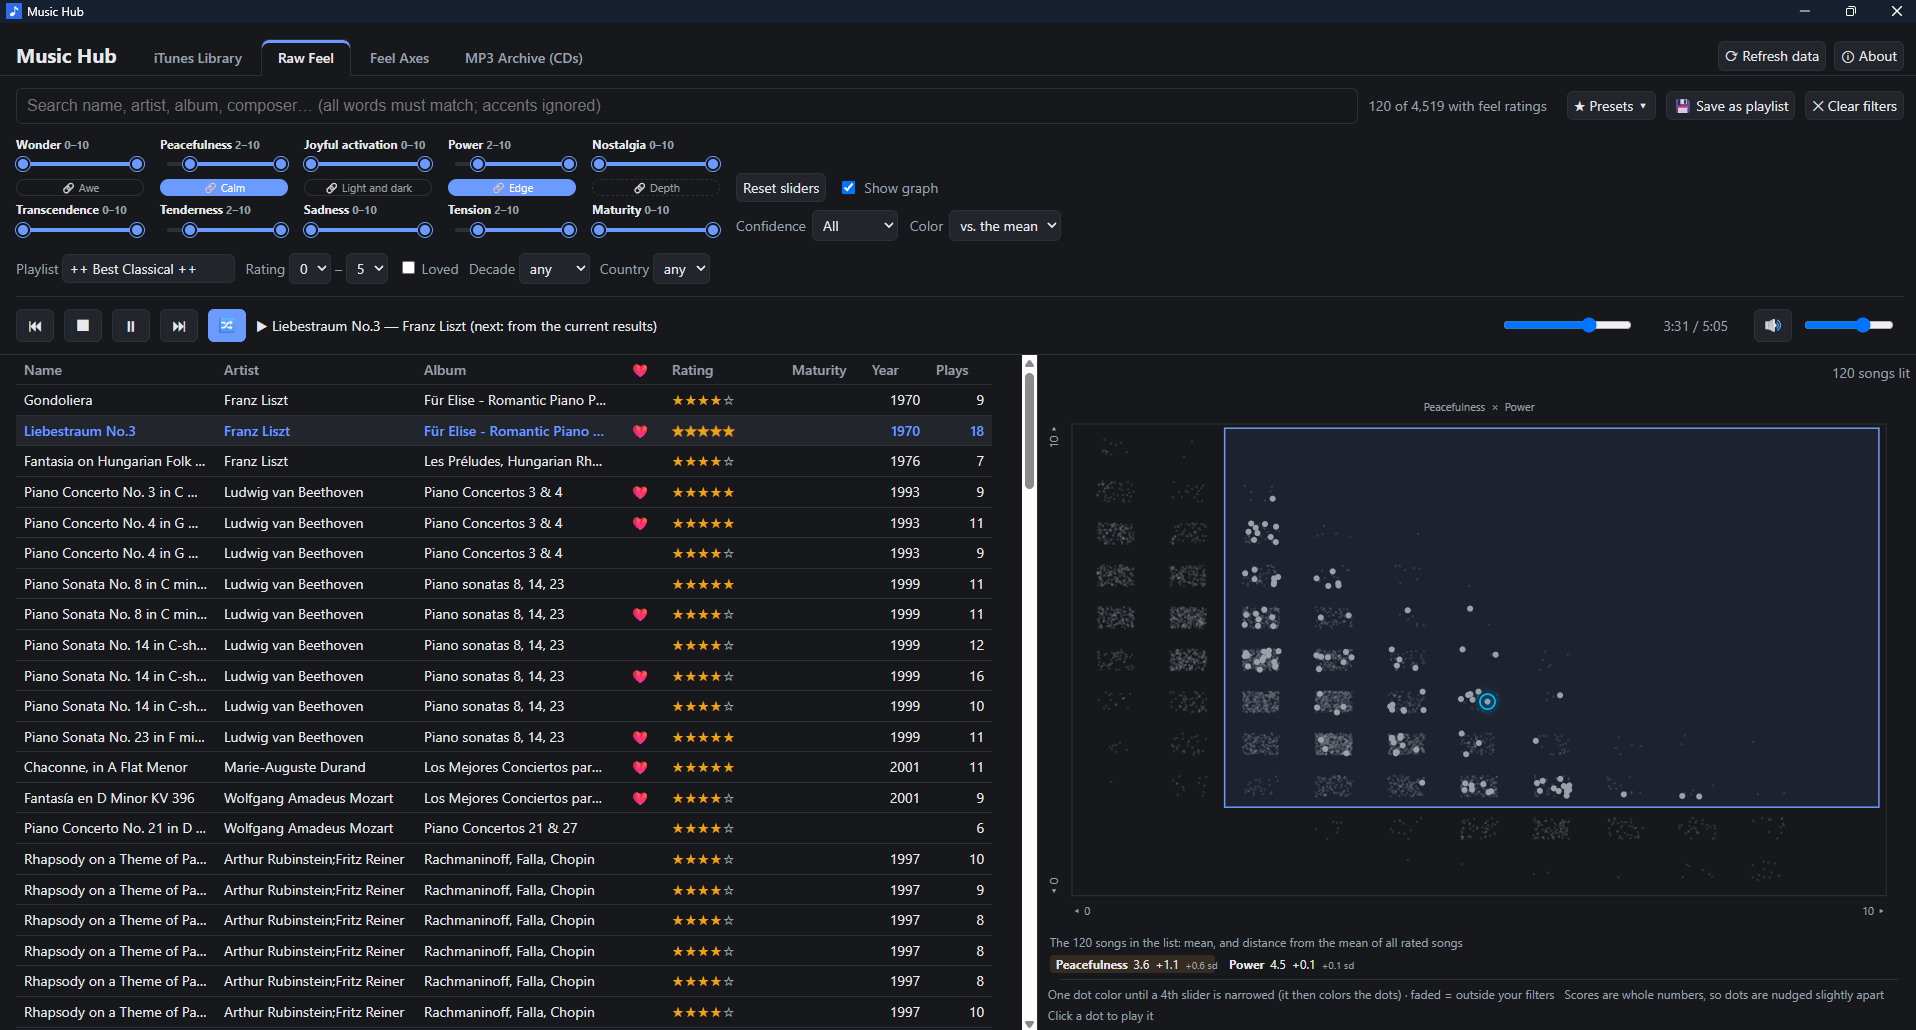 Music Hub
Music Hub iTunes Library Raw Feel Feel Axes MP3 Archive (CDs) Refresh data About
Search name, artist, album, composer… (all words must match; accents ignored) 120 of 4,519 with feel ratings ★ Presets ▾ Save as playlist Clear filters
Wonder 0–10 Peacefulness 2–10 Joyful activation 0–10 Power 2–10 Nostalgia 0–10
Awe Calm Light and dark Edge Depth Reset sliders Show graph
Transcendence 0–10 Tenderness 2–10 Sadness 0–10 Tension 2–10 Maturity 0–10
Confidence All Color vs. the mean
Playlist ++ Best Classical ++ Rating 0 – 5 Loved Decade any Country any
▶ Liebestraum No.3 — Franz Liszt (next: from the current results) 3:31 / 5:05
Name Artist Album ❤ Rating Maturity Year Plays
Gondoliera Franz Liszt Für Elise - Romantic Piano P... ★★★★☆ 1970 9
Liebestraum No.3 Franz Liszt Für Elise - Romantic Piano ... ❤ ★★★★★ 1970 18
Fantasia on Hungarian Folk ... Franz Liszt Les Préludes, Hungarian Rh... ★★★★☆ 1976 7
Piano Concerto No. 3 in C ... Ludwig van Beethoven Piano Concertos 3 & 4 ❤ ★★★★★ 1993 9
Piano Concerto No. 4 in G ... Ludwig van Beethoven Piano Concertos 3 & 4 ❤ ★★★★★ 1993 11
Piano Concerto No. 4 in G ... Ludwig van Beethoven Piano Concertos 3 & 4 ★★★★☆ 1993 9
Piano Sonata No. 8 in C min... Ludwig van Beethoven Piano sonatas 8, 14, 23 ★★★★★ 1999 11
Piano Sonata No. 8 in C min... Ludwig van Beethoven Piano sonatas 8, 14, 23 ❤ ★★★★☆ 1999 11
Piano Sonata No. 14 in C-sh... Ludwig van Beethoven Piano sonatas 8, 14, 23 ★★★★☆ 1999 12
Piano Sonata No. 14 in C-sh... Ludwig van Beethoven Piano sonatas 8, 14, 23 ❤ ★★★★☆ 1999 16
Piano Sonata No. 14 in C-sh... Ludwig van Beethoven Piano sonatas 8, 14, 23 ★★★★☆ 1999 10
Piano Sonata No. 23 in F mi... Ludwig van Beethoven Piano sonatas 8, 14, 23 ❤ ★★★★★ 1999 11
Chaconne, in A Flat Menor Marie-Auguste Durand Los Mejores Conciertos par... ❤ ★★★★★ 2001 11
Fantasía en D Minor KV 396 Wolfgang Amadeus Mozart Los Mejores Conciertos par... ❤ ★★★★☆ 2001 9
Piano Concerto No. 21 in D ... Wolfgang Amadeus Mozart Piano Concertos 21 & 27 ★★★★☆ 6
Rhapsody on a Theme of Pa... Arthur Rubinstein;Fritz Reiner Rachmaninoff, Falla, Chopin ★★★★☆ 1997 10
Rhapsody on a Theme of Pa... Arthur Rubinstein;Fritz Reiner Rachmaninoff, Falla, Chopin ★★★★☆ 1997 9
Rhapsody on a Theme of Pa... Arthur Rubinstein;Fritz Reiner Rachmaninoff, Falla, Chopin ★★★★☆ 1997 8
Rhapsody on a Theme of Pa... Arthur Rubinstein;Fritz Reiner Rachmaninoff, Falla, Chopin ★★★★☆ 1997 8
Rhapsody on a Theme of Pa... Arthur Rubinstein;Fritz Reiner Rachmaninoff, Falla, Chopin ★★★★☆ 1997 8
Rhapsody on a Theme of Pa... Arthur Rubinstein;Fritz Reiner Rachmaninoff, Falla, Chopin ★★★★☆ 1997 10
120 songs lit
Peacefulness × Power
10
0
0 10
The 120 songs in the list: mean, and distance from the mean of all rated songs
Peacefulness 3.6 +1.1 +0.6 sd Power 4.5 +0.1 +0.1 sd
One dot color until a 4th slider is narrowed (it then colors the dots) · faded = outside your filters Scores are whole numbers, so dots are nudged slightly apart
Click a dot to play it